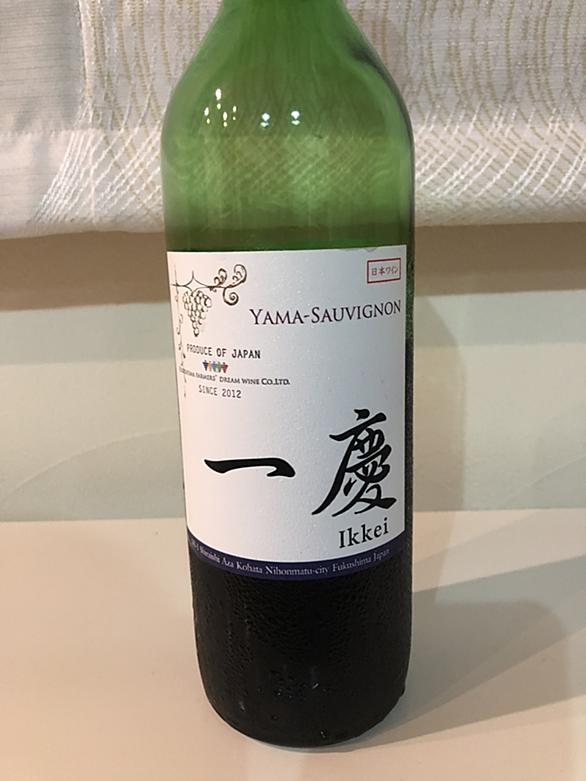 日本ワイン
YAMA-SAUVIGNON
PRODUCE OF JAPAN
FARMERS' DREAM WINE CO.,LTD.
SINCE 2012
一慶
Ikkei
Aza Kohata Nihonmatu-city Fukushima Japan